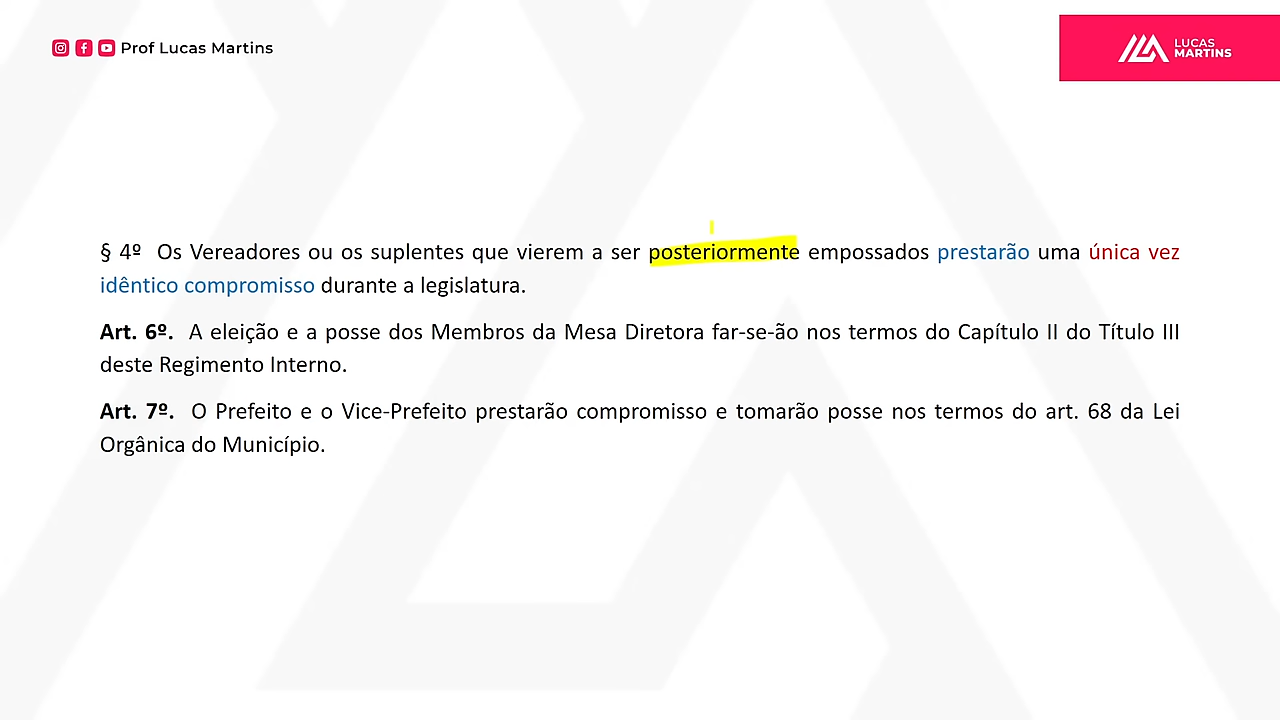 Prof Lucas Martins
LUCAS
MARTINS
§ 4º Os Vereadores ou os suplentes que vierem a ser posteriormente empossados prestarão uma única vez
idêntico compromisso durante a legislatura.
Art. 6º. A eleição e a posse dos Membros da Mesa Diretora far-se-ão nos termos do Capítulo II do Título III
deste Regimento Interno.
Art. 7º. O Prefeito e o Vice-Prefeito prestarão compromisso e tomarão posse nos termos do art. 68 da Lei
Orgânica do Município.